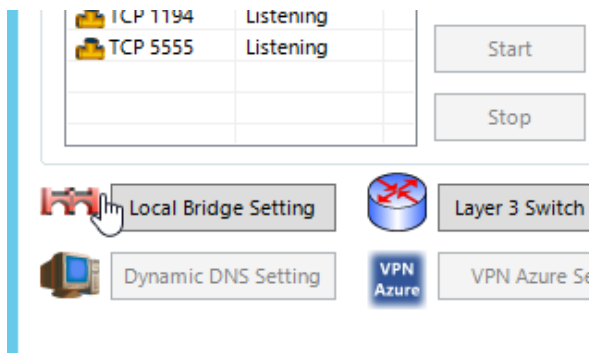 TCP 1194 Listening
TCP 5555 Listening
Start
Stop
Local Bridge Setting
Layer 3 Switch
Dynamic DNS Setting
VPN Azure
VPN Azure Se